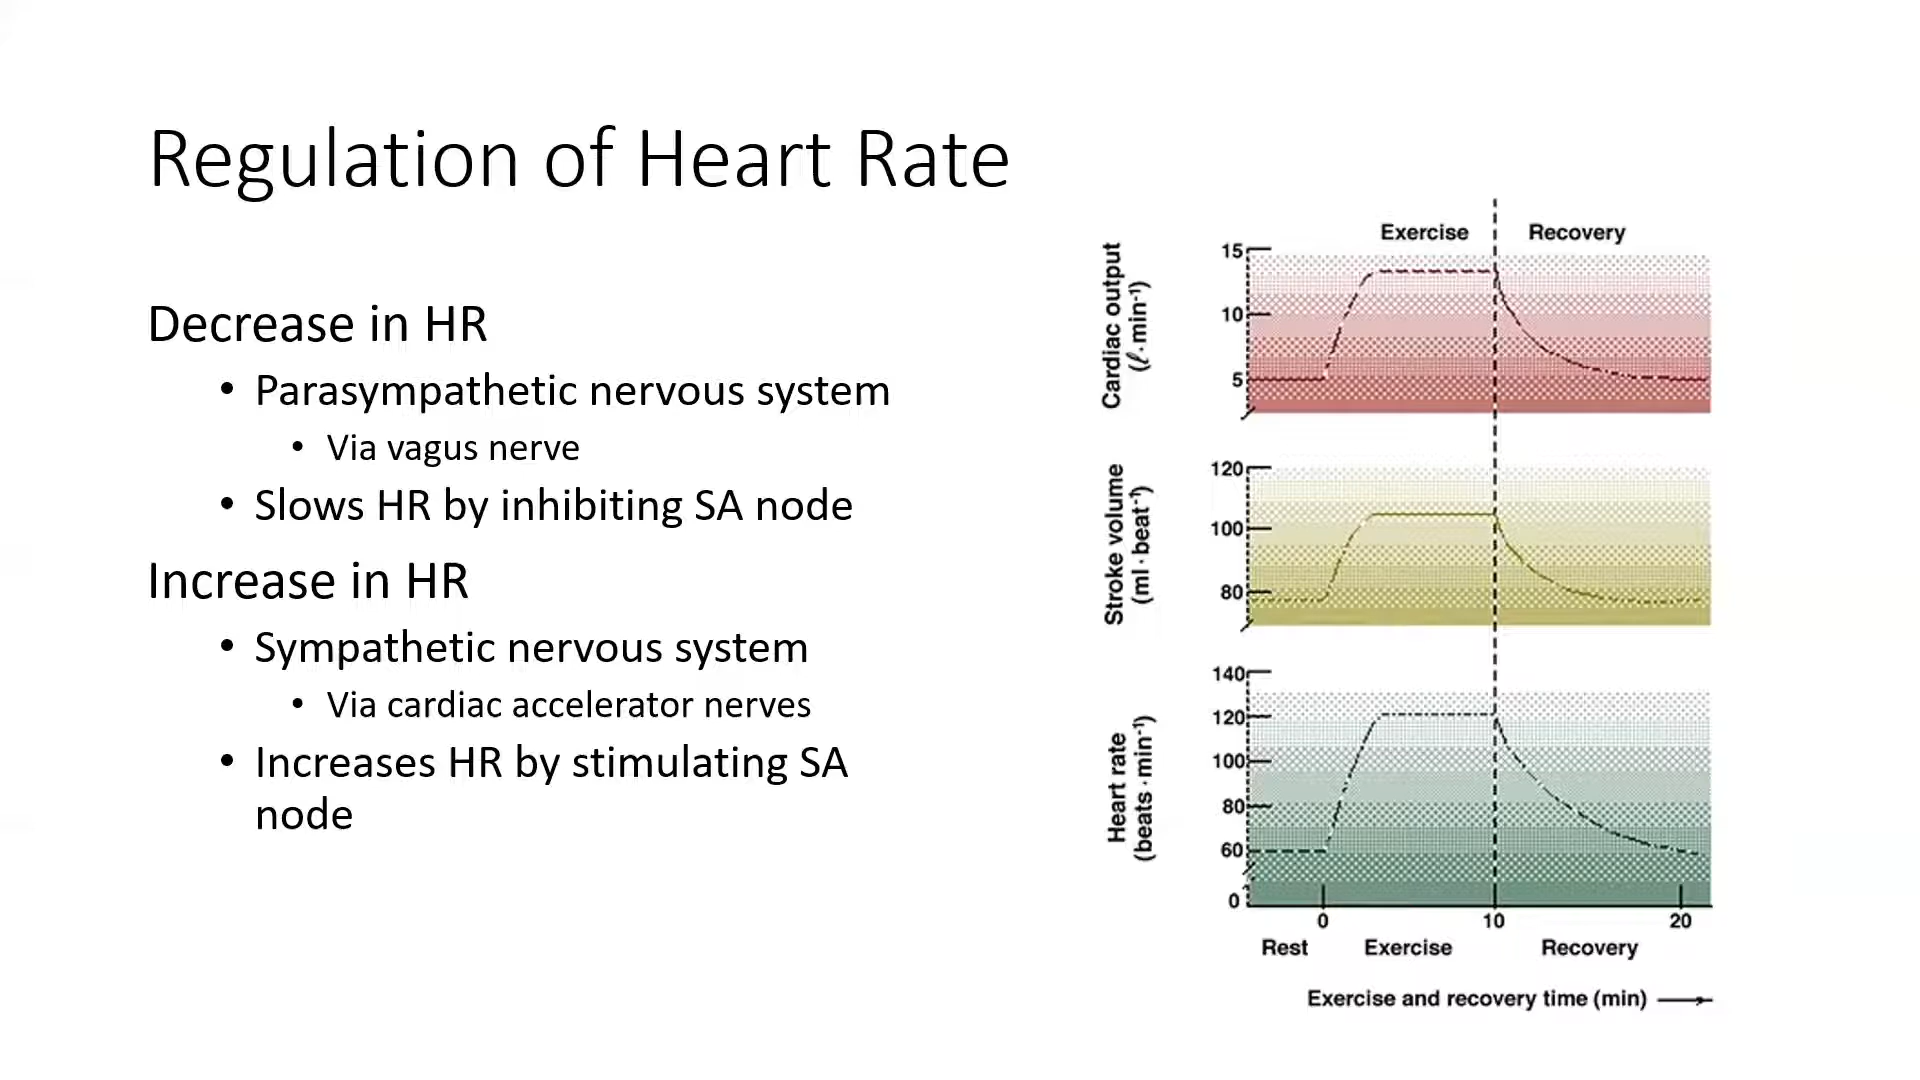 Regulation of Heart Rate
Decrease in HR
• Parasympathetic nervous system
• Via vagus nerve
• Slows HR by inhibiting SA node
Increase in HR
• Sympathetic nervous system
• Via cardiac accelerator nerves
• Increases HR by stimulating SA
node
Exercise
Recovery
Cardiac output
(ℓ·min⁻¹)
15
10
5
Stroke volume
(ml·beat⁻¹)
120
100
80
Heart rate
(beats·min⁻¹)
140
120
100
80
60
0
0 10 20
Rest Exercise Recovery
Exercise and recovery time (min)